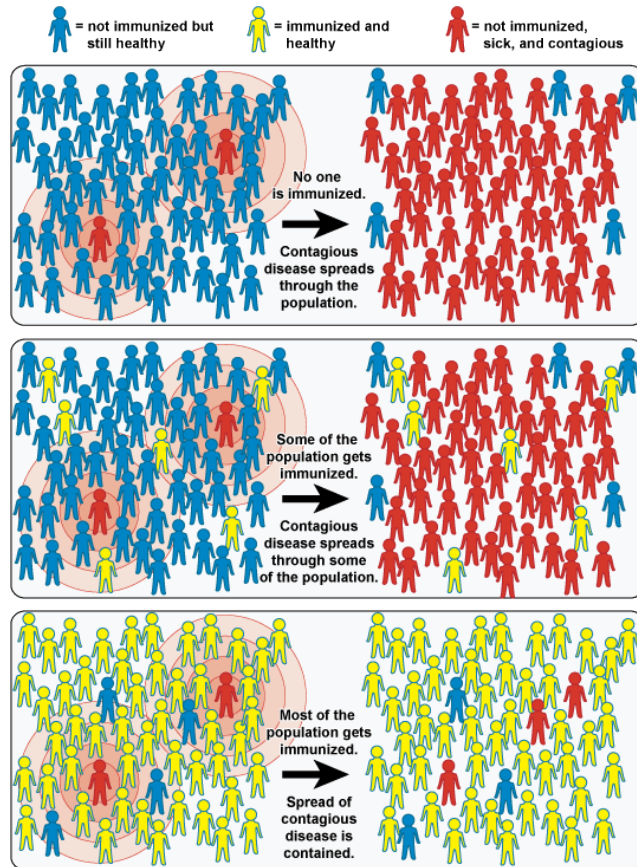 = not immunized but still healthy
= immunized and healthy
= not immunized, sick, and contagious
No one
is immunized.
Contagious
disease spreads
through the
population.
Some of the
population gets
immunized.
Contagious
disease spreads
through some
of the population.
Most of the
population gets
immunized.
Spread of
contagious
disease is
contained.